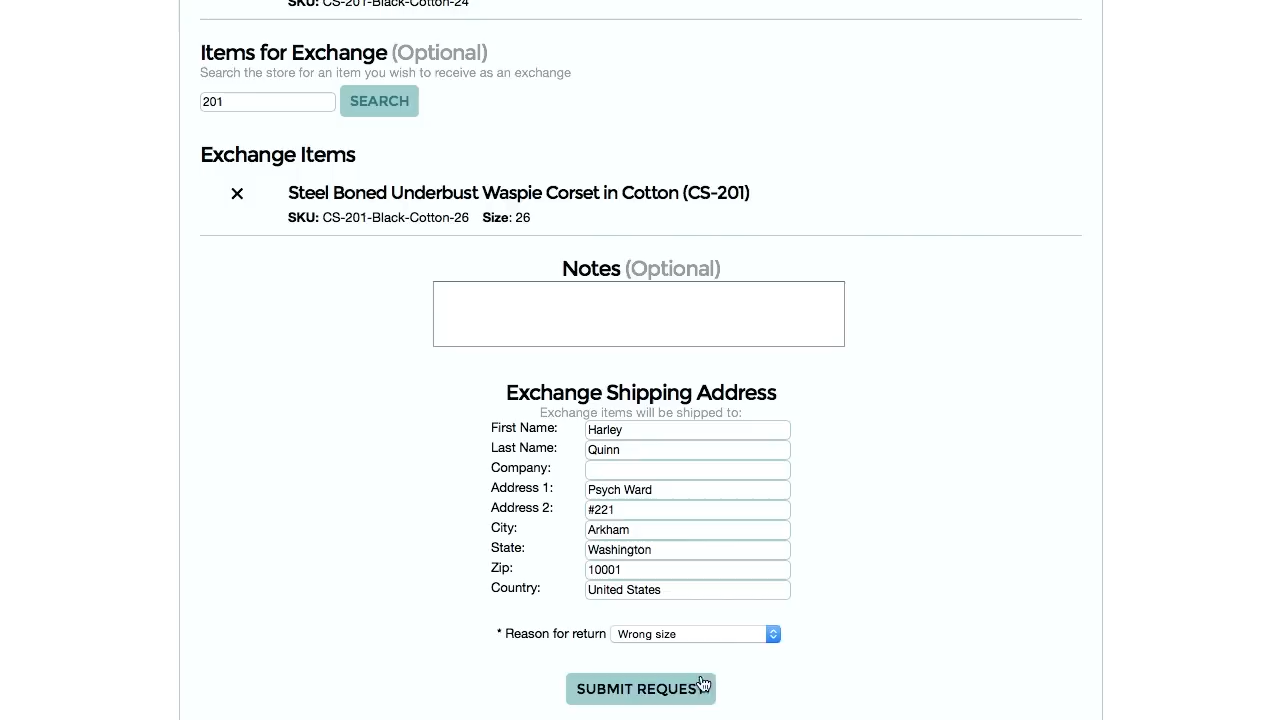 SKU: CS-201-Black-Cotton-24
Items for Exchange (Optional)
Search the store for an item you wish to receive as an exchange
201 SEARCH
Exchange Items
× Steel Boned Underbust Waspie Corset in Cotton (CS-201)
SKU: CS-201-Black-Cotton-26 Size: 26
Notes (Optional)
Exchange Shipping Address
Exchange items will be shipped to:
First Name: Harley
Last Name: Quinn
Company:
Address 1: Psych Ward
Address 2: #221
City: Arkham
State: Washington
Zip: 10001
Country: United States
* Reason for return Wrong size
SUBMIT REQUEST